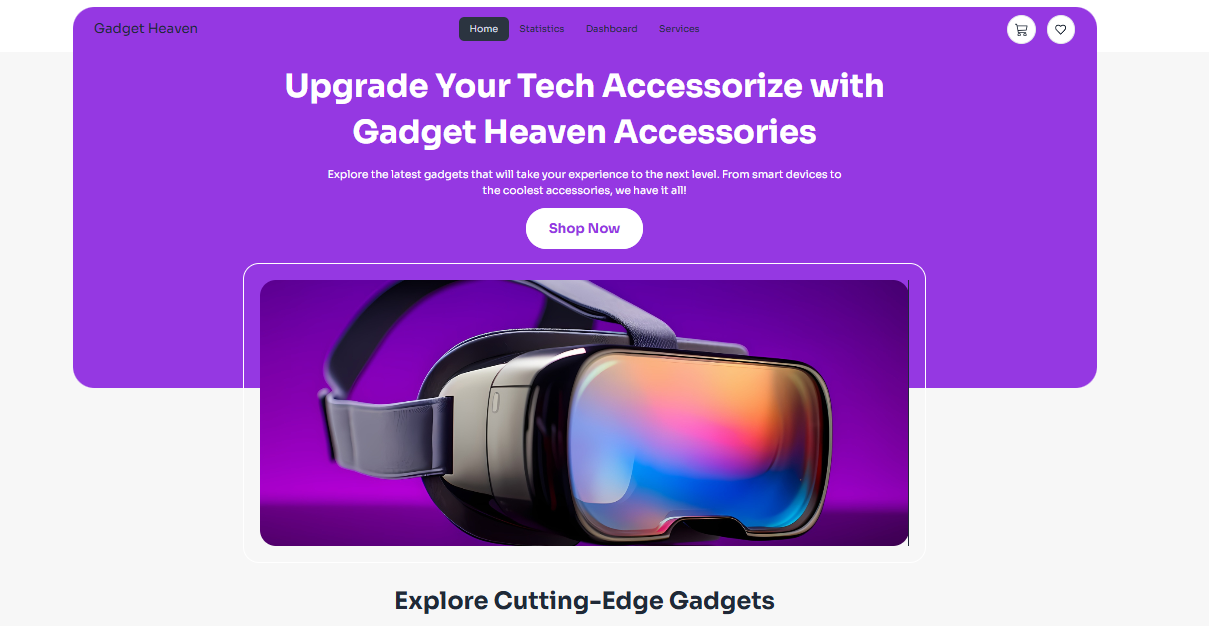 Gadget Heaven
Home Statistics Dashboard Services
Upgrade Your Tech Accessorize with
Gadget Heaven Accessories
Explore the latest gadgets that will take your experience to the next level. From smart devices to
the coolest accessories, we have it all!
Shop Now
Explore Cutting-Edge Gadgets